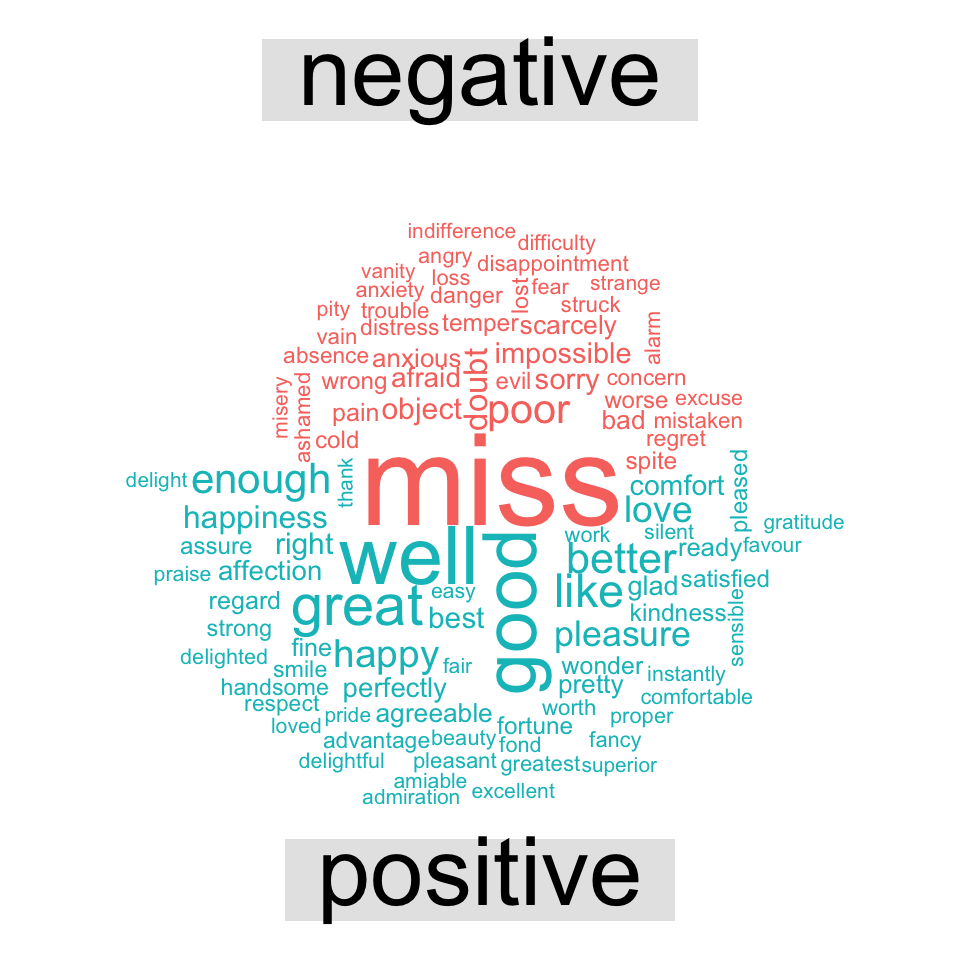 negative
indifference
difficulty
angry
disappointment
vanity
loss
lost
fear
strange
anxiety
danger
struck
pity
trouble
temper
scarcely
alarm
vain
distress
absence
anxious
doubt
impossible
misery
ashamed
wrong
afraid
evil
sorry
concern
pain
object
poor
worse
excuse
bad
mistaken
cold
regret
miss
spite
delight
enough
thank
comfort
pleased
happiness
love
gratitude
assure
right
well
good
work
silent
better
ready
favour
praise
affection
easy
like
glad
satisfied
regard
great
best
kindness
sensible
strong
pleasure
delighted
fine
happy
fair
wonder
instantly
smile
handsome
perfectly
pretty
comfortable
respect
loved
pride
agreeable
worth
proper
fortune
advantage
beauty
fond
fancy
delightful
pleasant
greatest
superior
amiable
admiration
excellent
positive